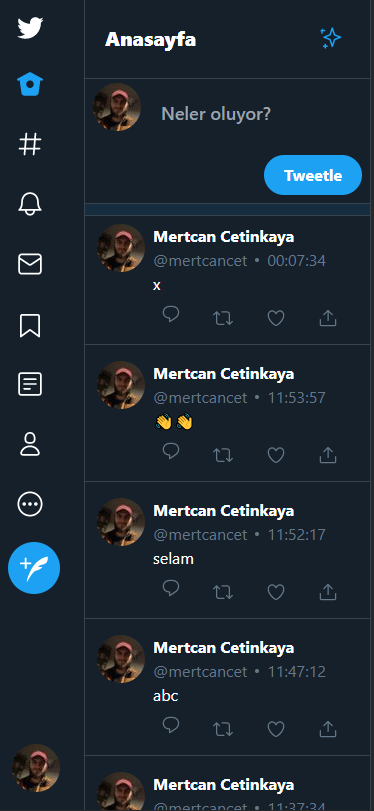 Anasayfa
Neler oluyor?
Tweetle
Mertcan Cetinkaya
@mertcancet • 00:07:34
x
Mertcan Cetinkaya
@mertcancet • 11:53:57
👋👋
Mertcan Cetinkaya
@mertcancet • 11:52:17
selam
Mertcan Cetinkaya
@mertcancet • 11:47:12
abc
Mertcan Cetinkaya
@mertcancet • 11:37:34